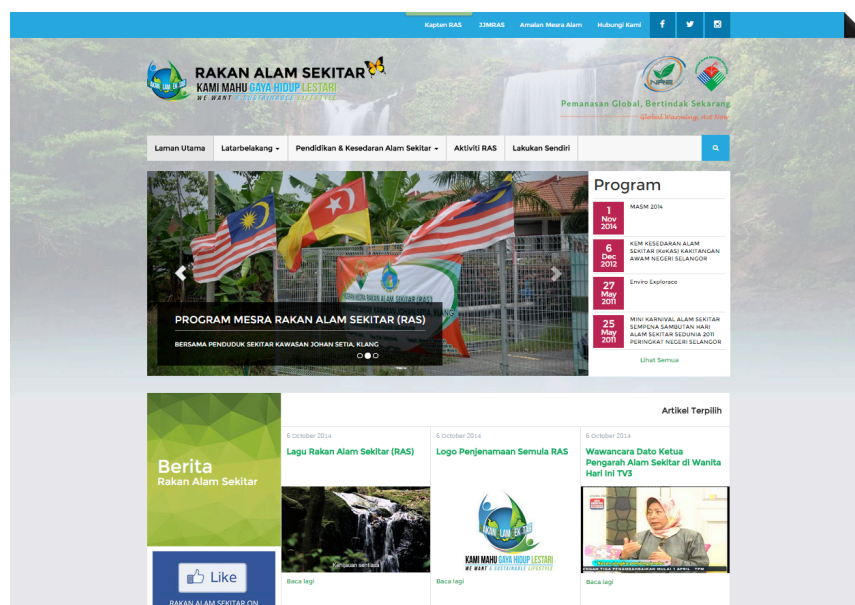 Kapten RAS JJMRAS Amalan Mesra Alam Hubungi Kami
RAKAN ALAM SEKITAR
KAMI MAHU GAYA HIDUP LESTARI
WE WANT A SUSTAINABLE LIFESTYLE
NRE
Pemanasan Global, Bertindak Sekarang
Global Warming, Act Now
Laman Utama Latarbelakang Pendidikan & Kesedaran Alam Sekitar Aktiviti RAS Lakukan Sendiri
PROGRAM MESRA RAKAN ALAM SEKITAR (RAS)
BERSAMA PENDUDUK SEKITAR KAWASAN JOHAN SETIA, KLANG
Program
1
Nov
2014
MASM 2014
6
Dec
2012
KEM KESEDARAN ALAM
SEKITAR (KeKAS) KAKITANGAN
AWAM NEGERI SELANGOR
27
May
2011
Enviro Explorace
25
May
2011
MINI KARNIVAL ALAM SEKITAR
SEMPENA SAMBUTAN HARI
ALAM SEKITAR SEDUNIA 2011
PERINGKAT NEGERI SELANGOR
Lihat Semua
Berita
Rakan Alam Sekitar
Artikel Terpilih
6 October 2014
Lagu Rakan Alam Sekitar (RAS)
Kehijauan sentiasa
Baca lagi
6 October 2014
Logo Penjenamaan Semula RAS
KAMI MAHU GAYA HIDUP LESTARI
WE WANT A SUSTAINABLE LIFESTYLE
Baca lagi
6 October 2014
Wawancara Dato Ketua
Pengarah Alam Sekitar di Wanita
Hari Ini TV3
Baca lagi
Like
RAKAN ALAM SEKITAR ON